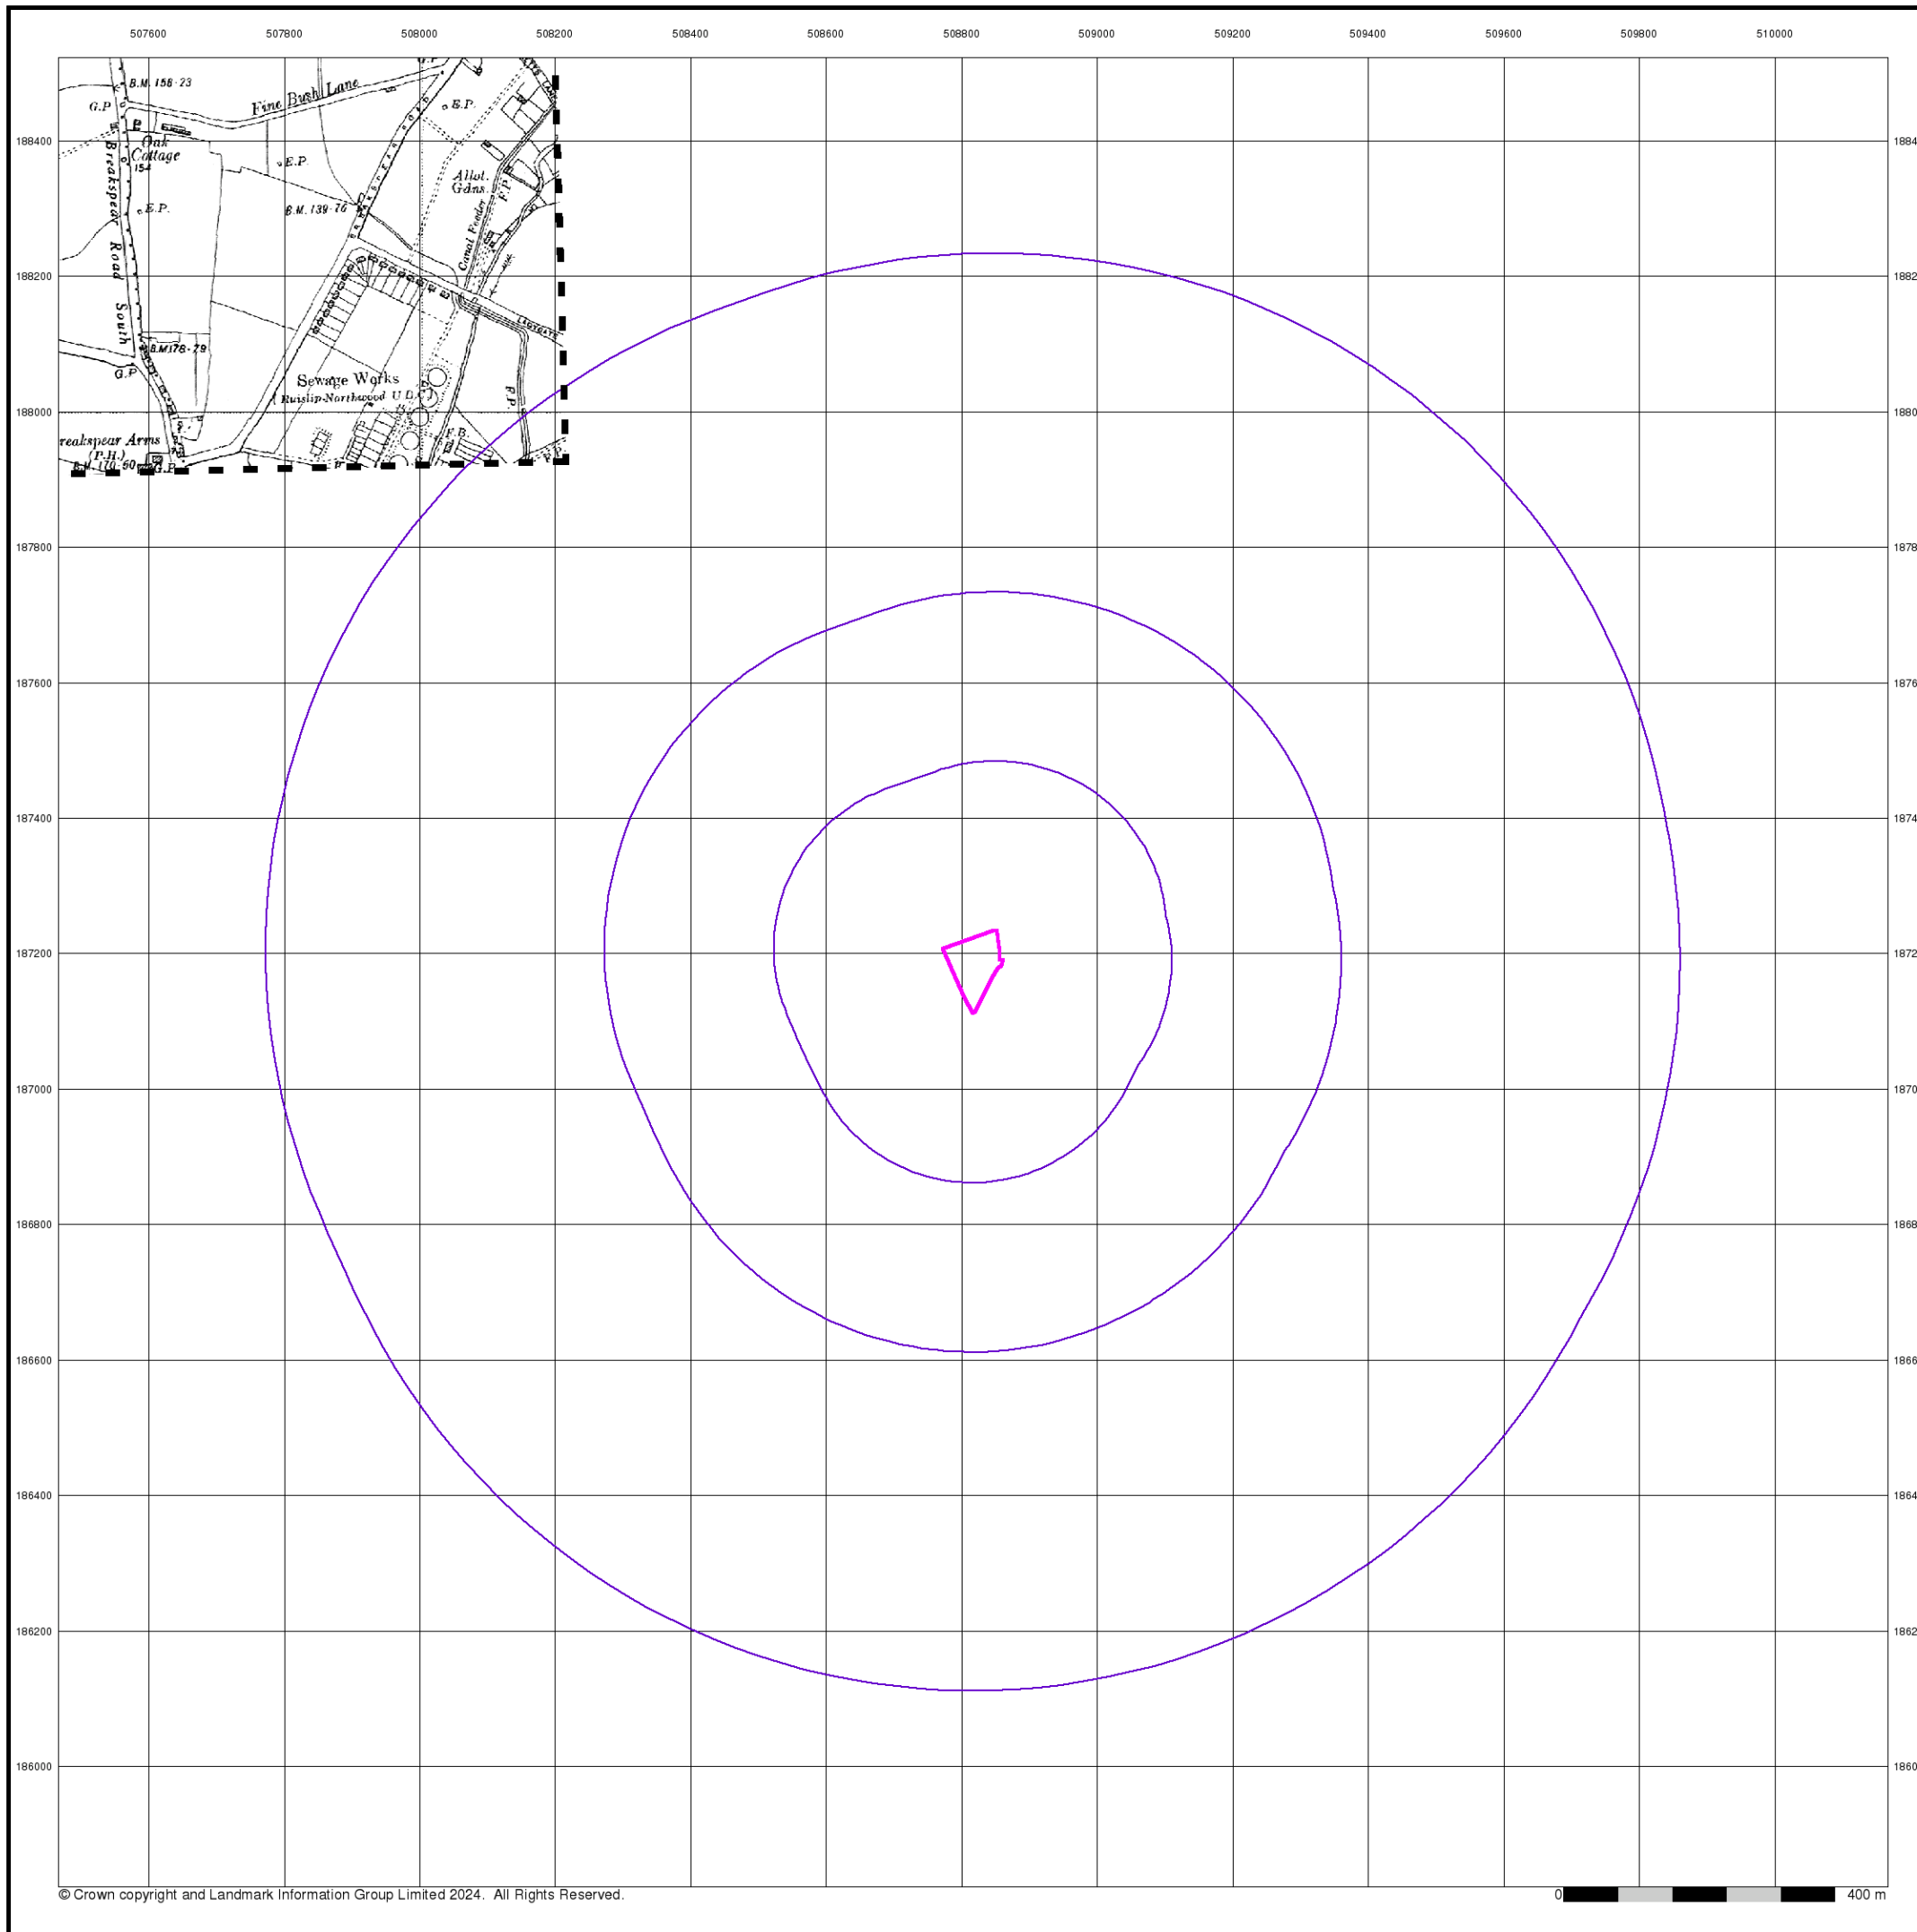 507600 507800 508000 508200 508400 508600 508800 509000 509200 509400 509600 509800 510000
B.M. 158·23
Fine Bush Lane
G.P
E.P.
188400
Oak
Cottage
154
E.P.
Allot.
Gdns.
F.P.
Breakspear Road South
E.P.
B.M. 139·76
Canal Feeder
188200
LADYGATE
B.M 178·79
G.P
Sewage Works
(Ruislip-Northwood U.D.C.)
F.P.
188000
reakspear Arms
(P.H.)
G.P.
F.B.
187800
187600
187400
187200
187000
186800
186600
186400
186200
186000
© Crown copyright and Landmark Information Group Limited 2024. All Rights Reserved.
0 400 m